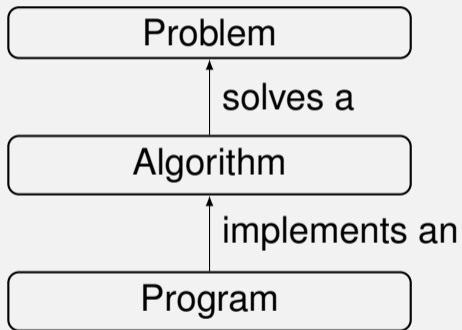 Problem
solves a
Algorithm
implements an
Program